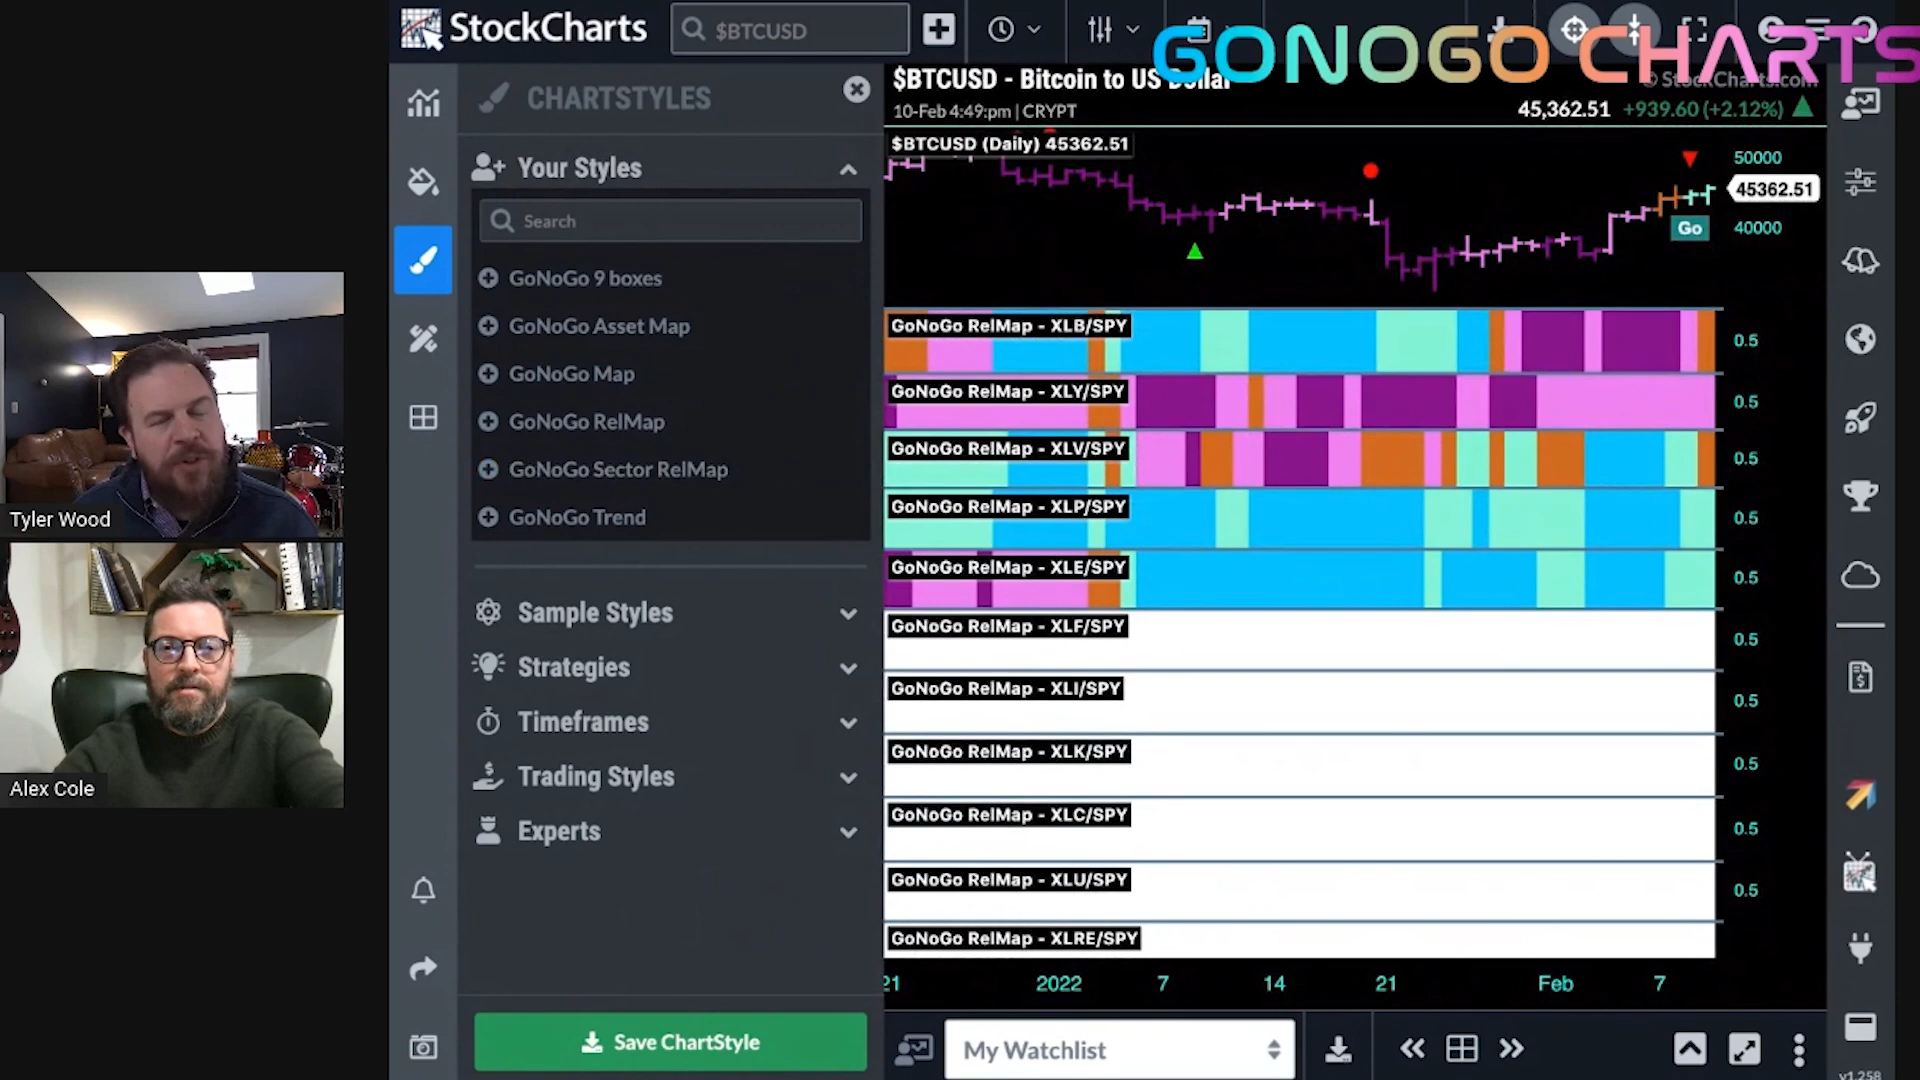 StockCharts
$BTCUSD
GONOGO CHARTS
CHARTSTYLES
$BTCUSD - Bitcoin to US Dollar
© StockCharts.com
10-Feb 4:49:pm | CRYPT
45,362.51 +939.60 (+2.12%)
Your Styles
Search
GoNoGo 9 boxes
GoNoGo Asset Map
GoNoGo Map
GoNoGo RelMap
GoNoGo Sector RelMap
GoNoGo Trend
Sample Styles
Strategies
Timeframes
Trading Styles
Experts
Save ChartStyle
$BTCUSD (Daily) 45362.51
50000
45362.51
Go
40000
GoNoGo RelMap - XLB/SPY
0.5
GoNoGo RelMap - XLY/SPY
0.5
GoNoGo RelMap - XLV/SPY
0.5
GoNoGo RelMap - XLP/SPY
0.5
GoNoGo RelMap - XLE/SPY
0.5
GoNoGo RelMap - XLF/SPY
0.5
GoNoGo RelMap - XLI/SPY
0.5
GoNoGo RelMap - XLK/SPY
0.5
GoNoGo RelMap - XLC/SPY
0.5
GoNoGo RelMap - XLU/SPY
0.5
GoNoGo RelMap - XLRE/SPY
21 2022 7 14 21 Feb 7
My Watchlist
v1.258
Tyler Wood
Alex Cole